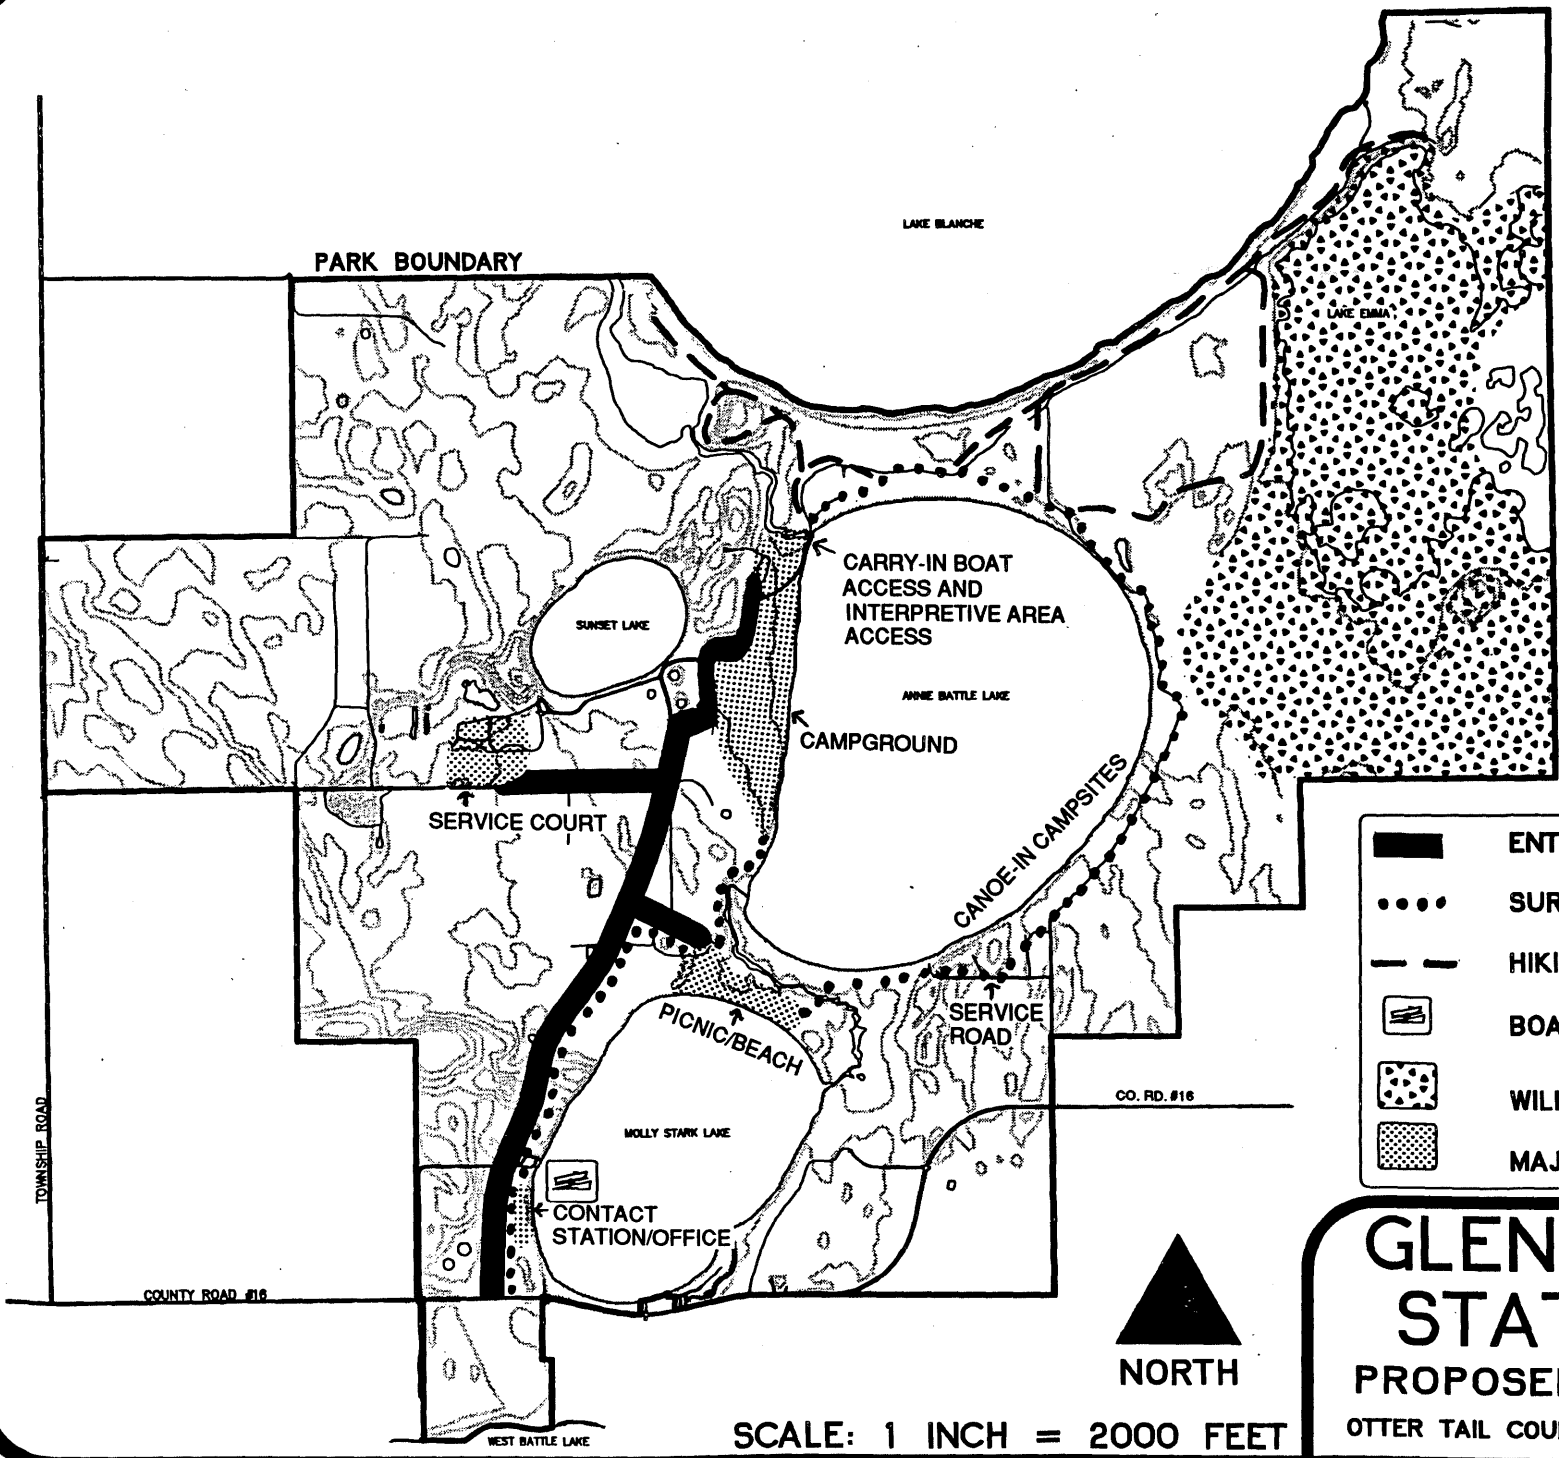 LAKE BLANCHE
PARK BOUNDARY
LAKE EMMA
CARRY-IN BOAT
ACCESS AND
INTERPRETIVE AREA
ACCESS
SUNSET LAKE
ANNIE BATTLE LAKE
CAMPGROUND
CANOE-IN CAMPSITES
SERVICE COURT
ENT
SUR
HIKI
BOA
WIL
MAJ
SERVICE
ROAD
PICNIC/BEACH
CO. RD. #16
MOLLY STARK LAKE
TOWNSHIP ROAD
CONTACT
STATION/OFFICE
COUNTY ROAD #16
NORTH
WEST BATTLE LAKE
SCALE: 1 INCH = 2000 FEET
GLEN
STAT
PROPOSE
OTTER TAIL COU